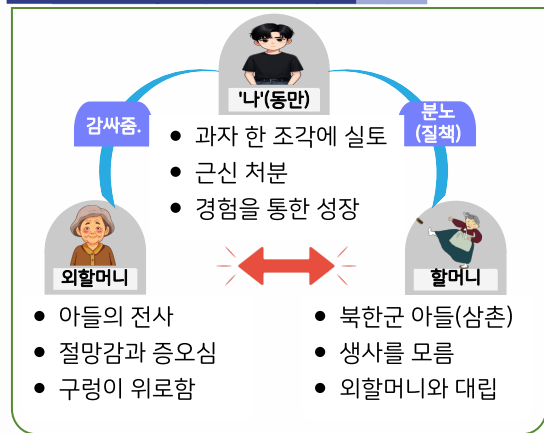 '나'(동만)
감싸줌.
분노
(질책)
• 과자 한 조각에 실토
• 근신 처분
• 경험을 통한 성장
외할머니
할머니
• 아들의 전사
• 절망감과 증오심
• 구렁이 위로함
• 북한군 아들(삼촌)
• 생사를 모름
• 외할머니와 대립